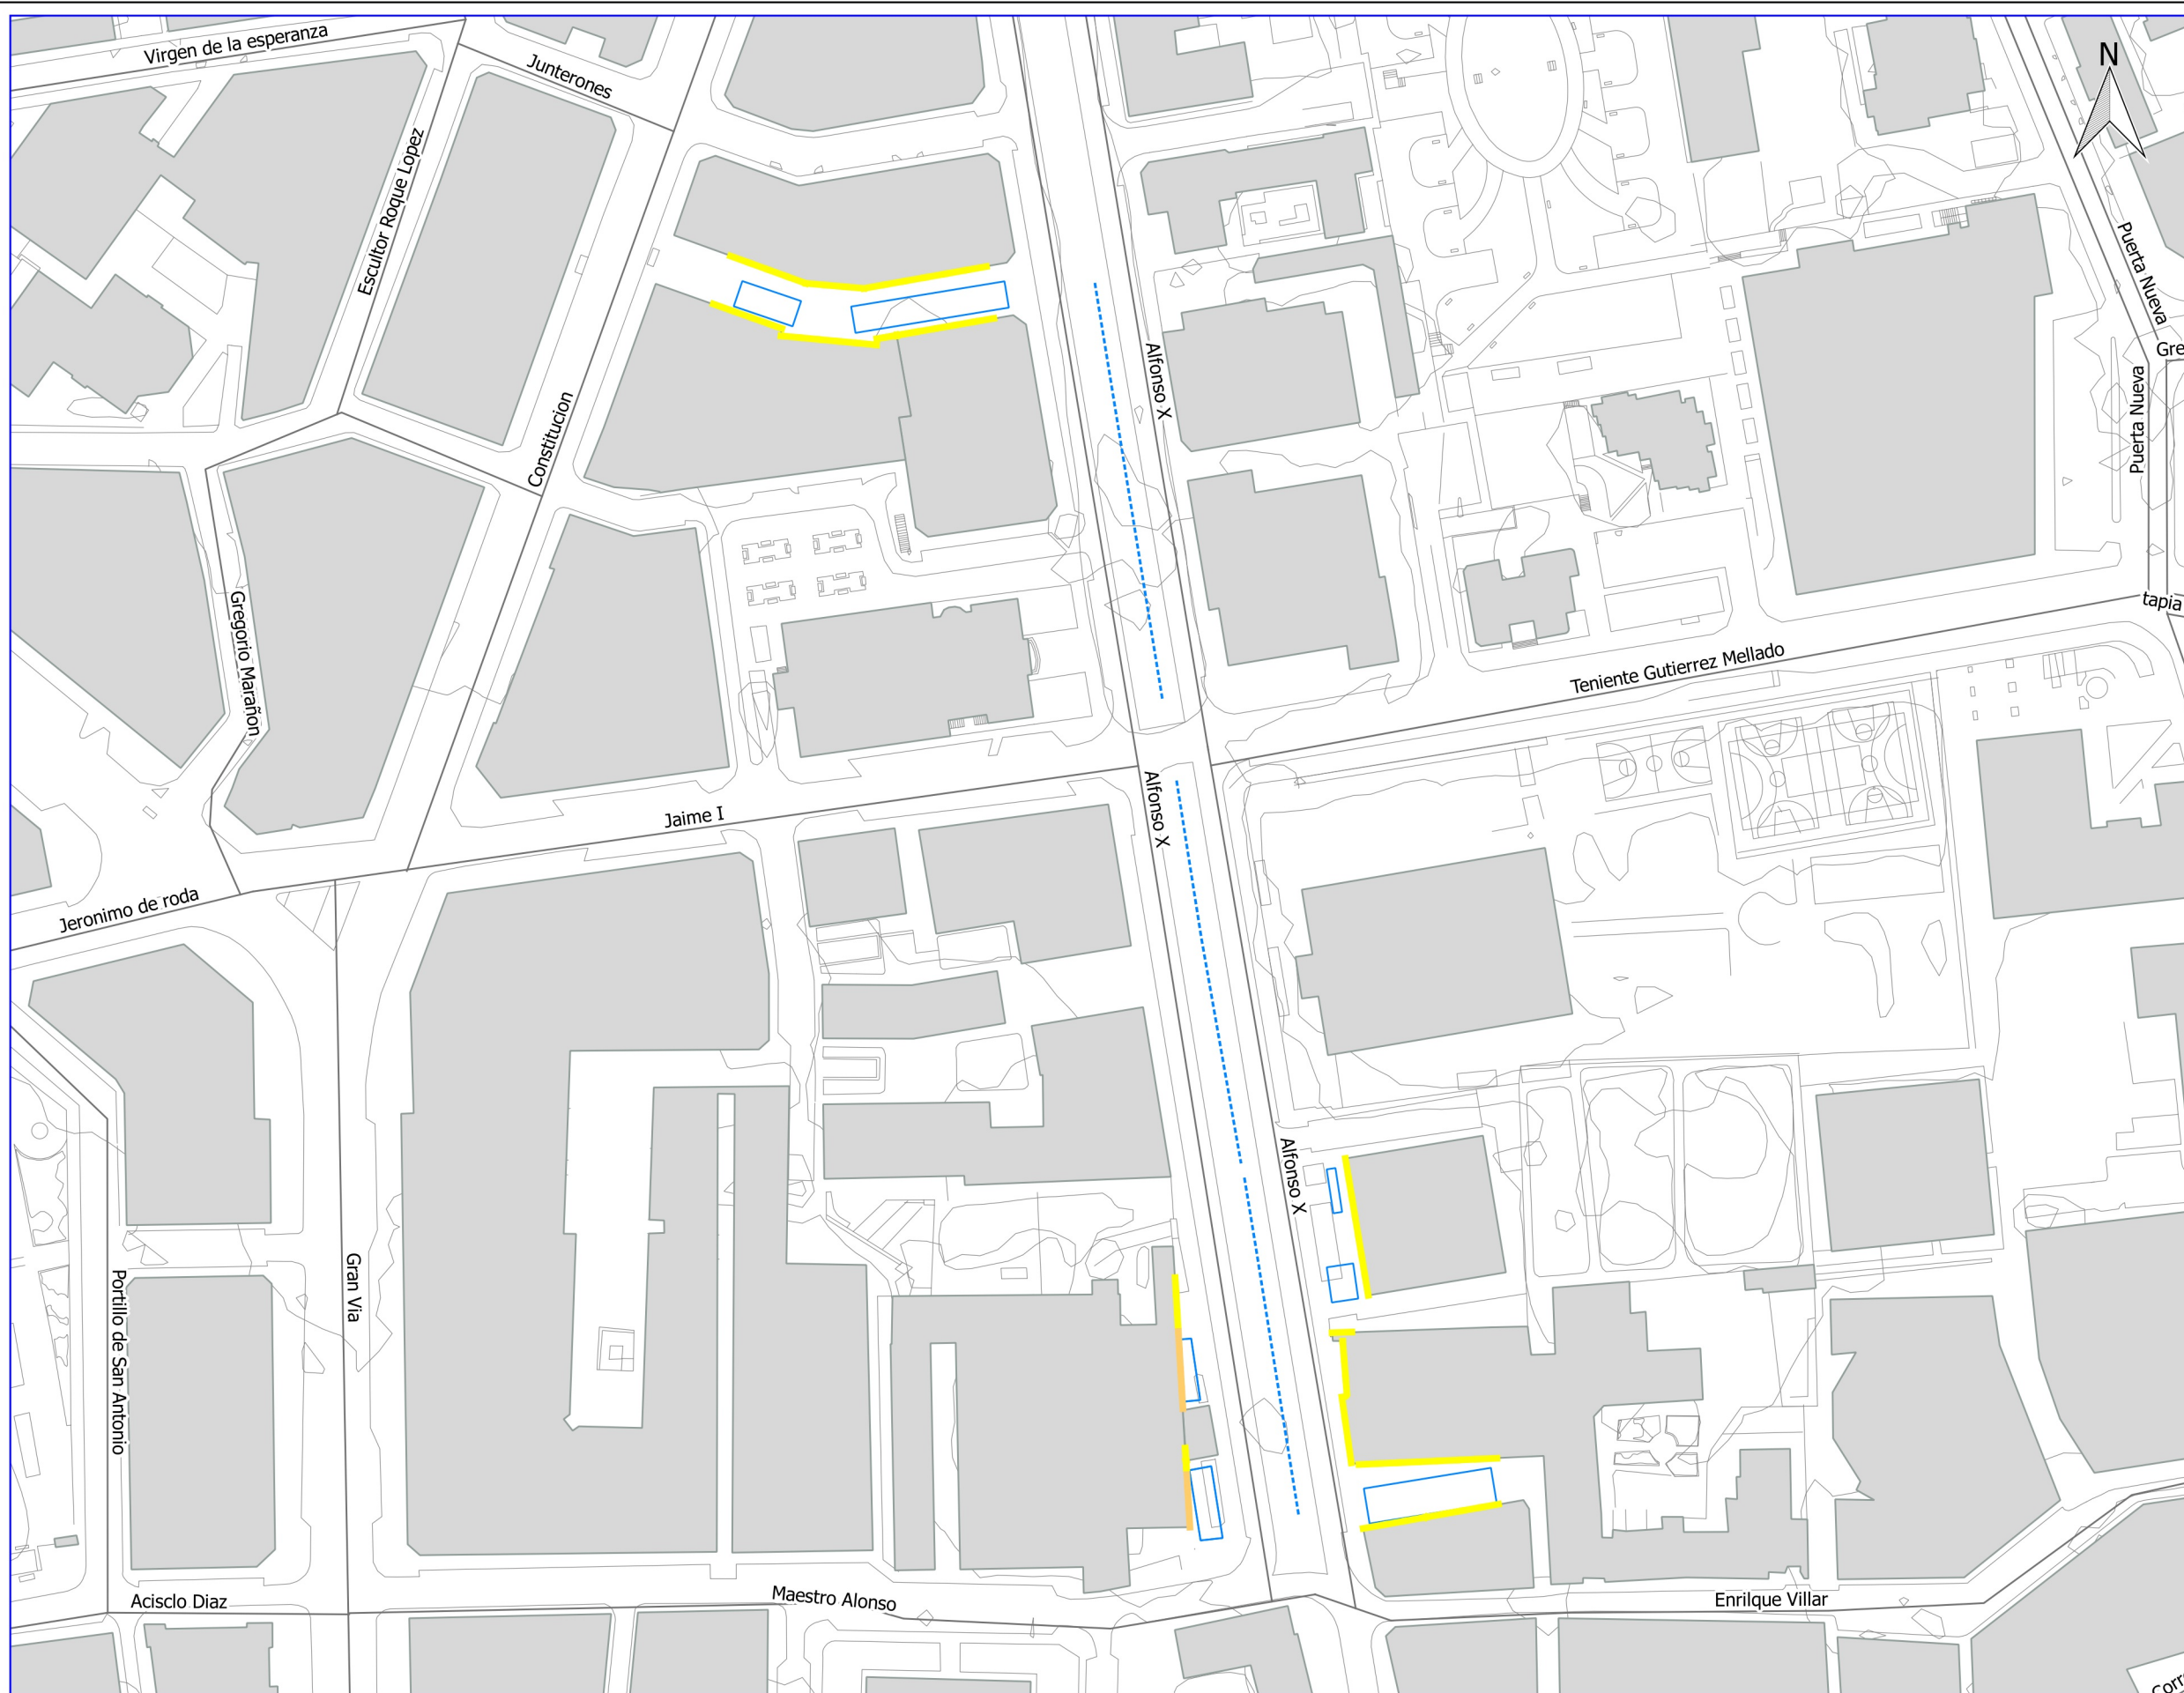 Virgen de la esperanza
Junterones
N
Escultor Roque Lopez
Puerta Nueva
Gre
Alfonso X
Puerta Nueva
Constitucion
tapia
Gregorio Marañon
Teniente Gutierrez Mellado
Alfonso X
Jaime I
Jeronimo de roda
Alfonso X
Gran Via
Portillo de San Antonio
Acisclo Diaz
Maestro Alonso
Enrilque Villar
Corr